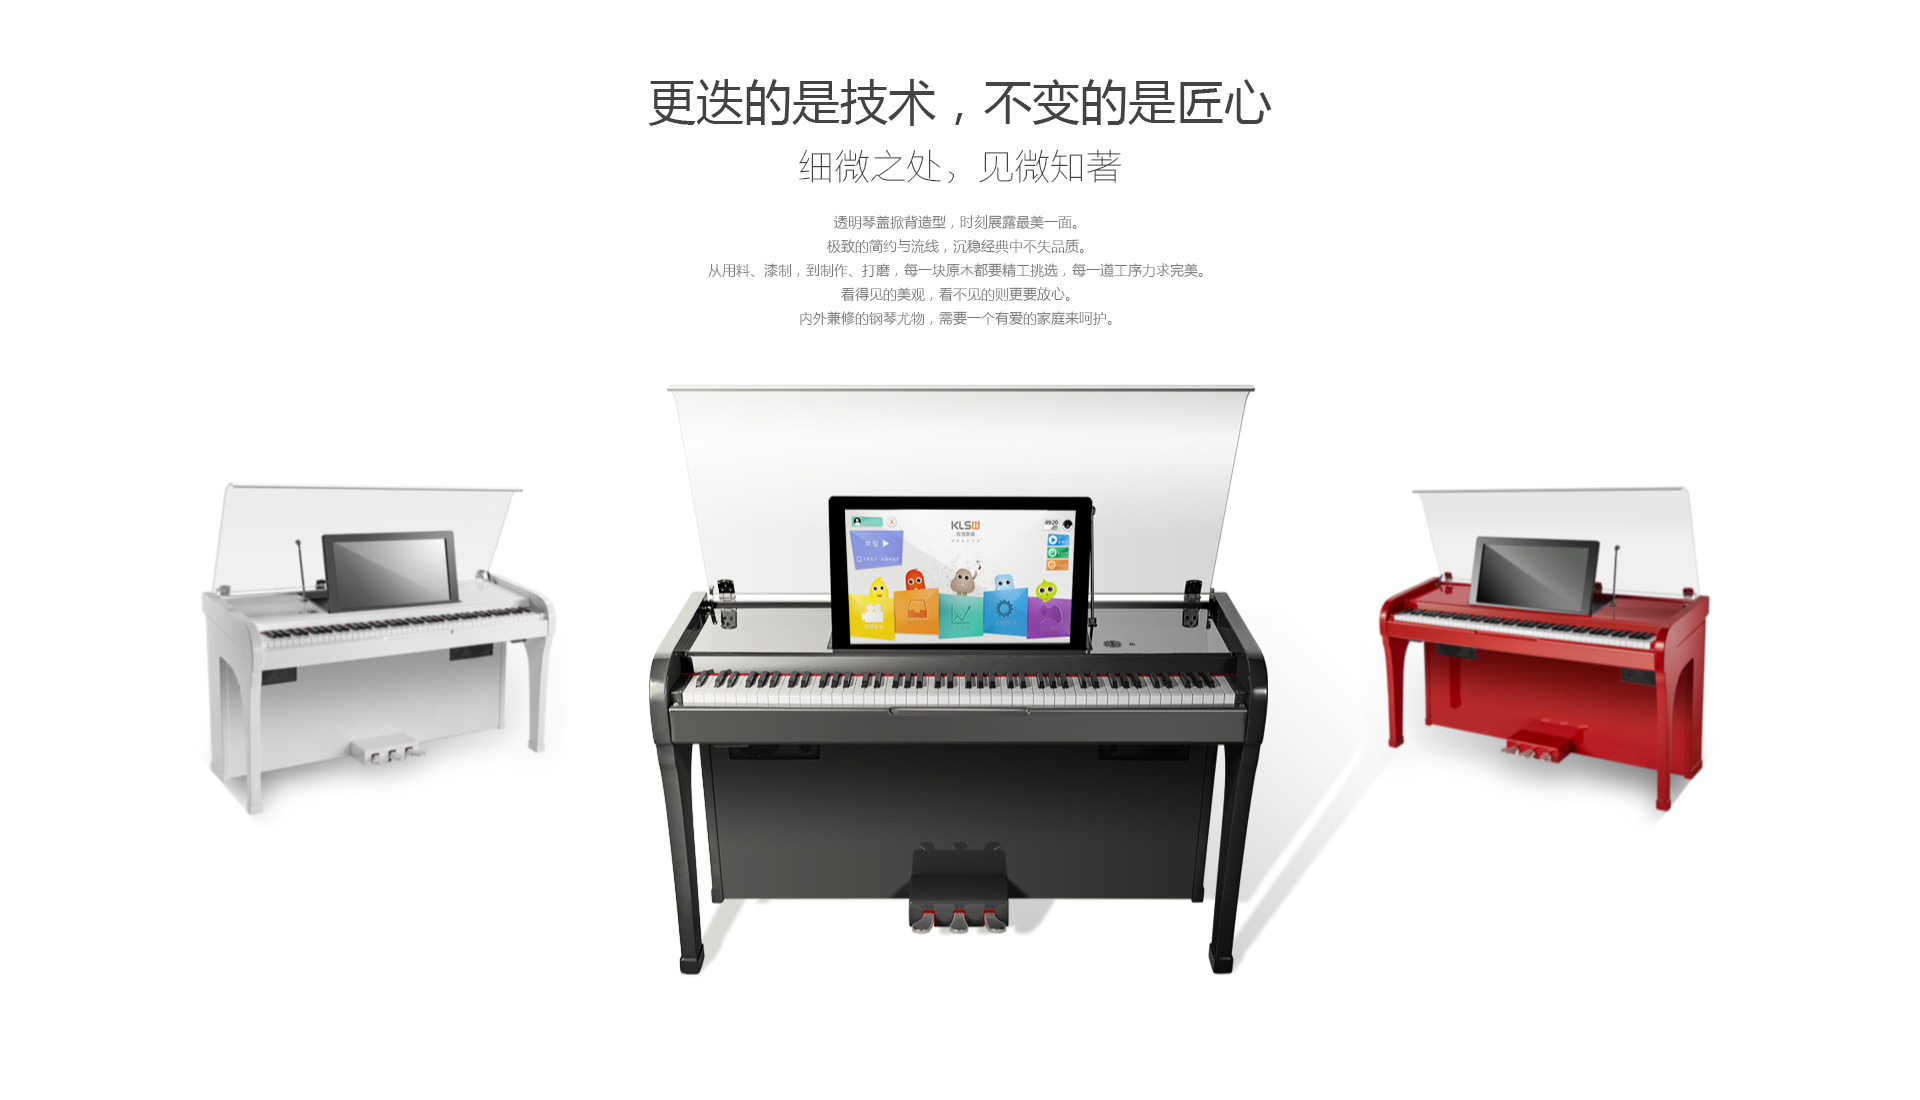 更迭的是技术，不变的是匠心
细微之处，见微知著
透明琴盖掀背造型，时刻展露最美一面。
极致的简约与流线，沉稳经典中不失品质。
从用料、漆制，到制作、打磨，每一块原木都要精工挑选，每一道工序力求完美。
看得见的美观，看不见的则更要放心。
内外兼修的钢琴尤物，需要一个有爱的家庭来呵护。
KLSW